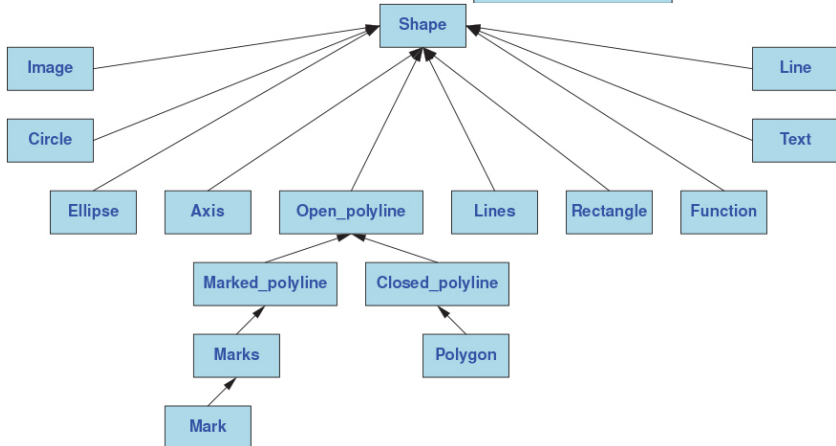 Shape
Image
Line
Circle
Text
Ellipse
Axis
Open_polyline
Lines
Rectangle
Function
Marked_polyline
Closed_polyline
Marks
Polygon
Mark